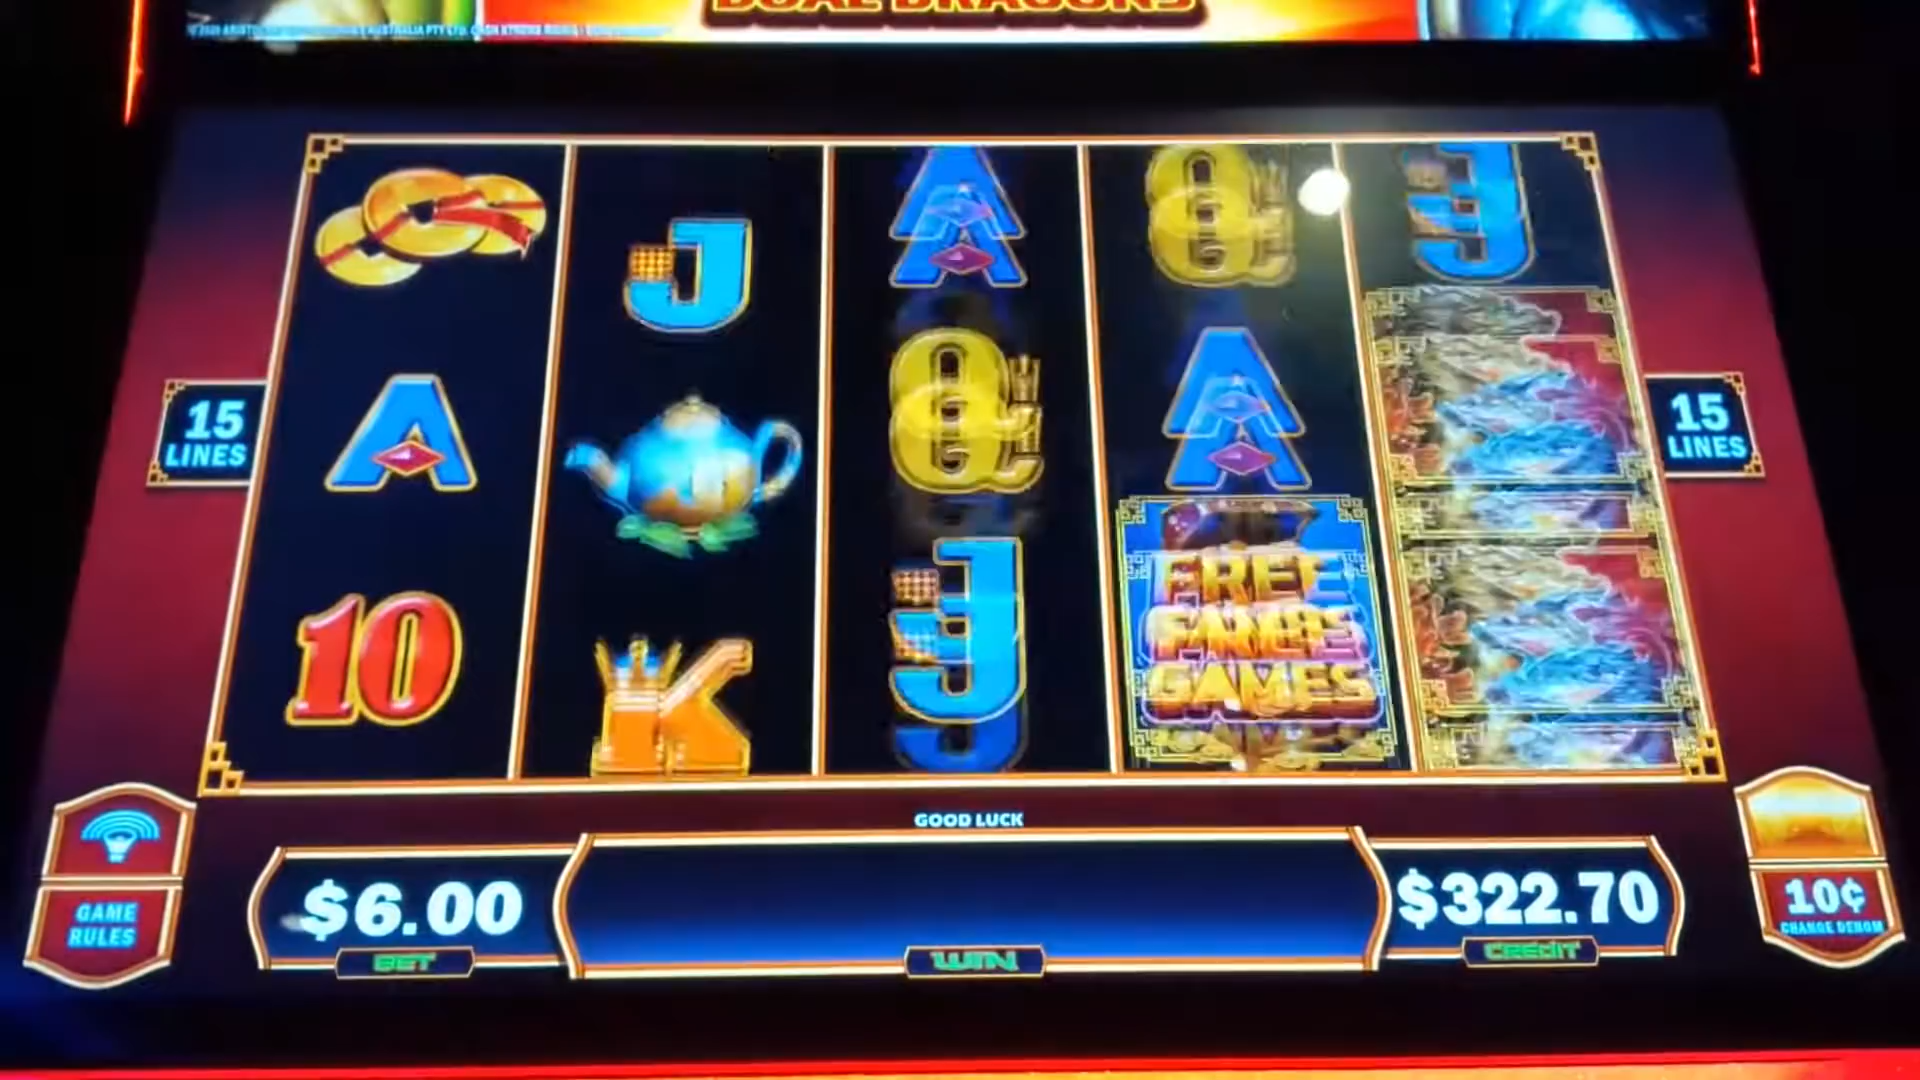 DUAL DRAGONS
15
LINES
15
LINES
J
A
Q
J
A
Q
A
FREE
GAMES
10
K
J
GOOD LUCK
GAME
RULES
$6.00
BET
WIN
$322.70
CREDIT
10¢
CHANGE DENOM